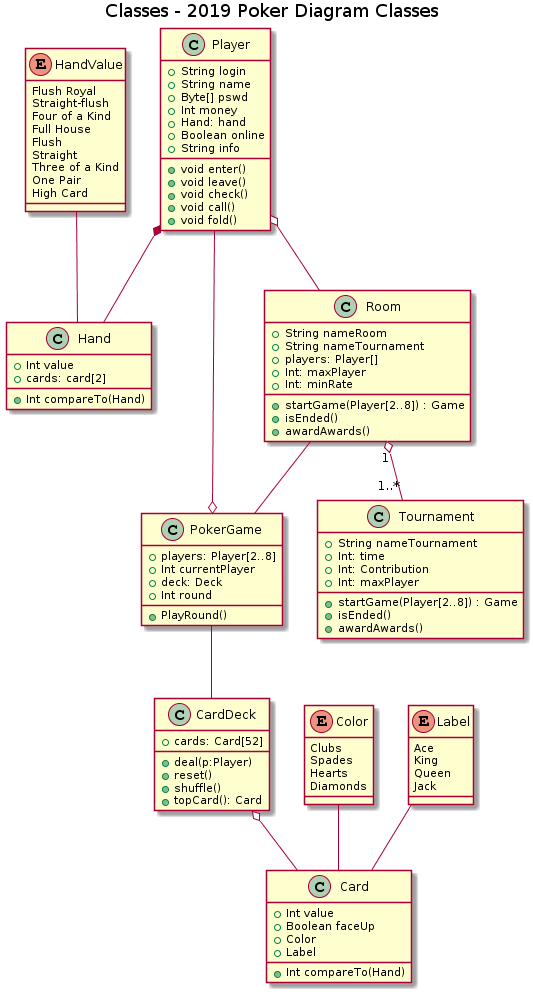 Classes - 2019 Poker Diagram Classes
E HandValue
Flush Royal
Straight-flush
Four of a Kind
Full House
Flush
Straight
Three of a Kind
One Pair
High Card
C Player
String login
String name
Byte[] pswd
Int money
Hand: hand
Boolean online
String info
void enter()
void leave()
void check()
void call()
void fold()
C Hand
Int value
cards: card[2]
Int compareTo(Hand)
C Room
String nameRoom
String nameTournament
players: Player[]
Int: maxPlayer
Int: minRate
startGame(Player[2..8]) : Game
isEnded()
awardAwards()
1
1..*
C PokerGame
players: Player[2..8]
Int currentPlayer
deck: Deck
Int round
PlayRound()
C Tournament
String nameTournament
Int: time
Int: Contribution
Int: maxPlayer
startGame(Player[2..8]) : Game
isEnded()
awardAwards()
C CardDeck
cards: Card[52]
deal(p:Player)
reset()
shuffle()
topCard(): Card
E Color
Clubs
Spades
Hearts
Diamonds
E Label
Ace
King
Queen
Jack
C Card
Int value
Boolean faceUp
Color
Label
Int compareTo(Hand)